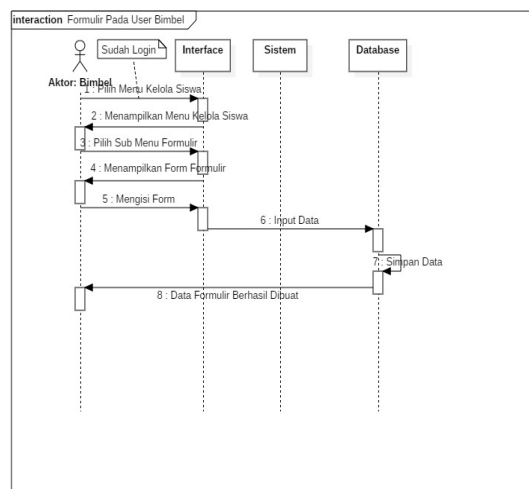 interaction Formulir Pada User Bimbel
Sudah Login
Interface
Sistem
Database
Aktor: Bimbel
1 : Pilih Menu Kelola Siswa
2 : Menampilkan Menu Kelola Siswa
3 : Pilih Sub Menu Formulir
4 : Menampilkan Form Formulir
5 : Mengisi Form
6 : Input Data
7 : Simpan Data
8 : Data Formulir Berhasil Dibuat